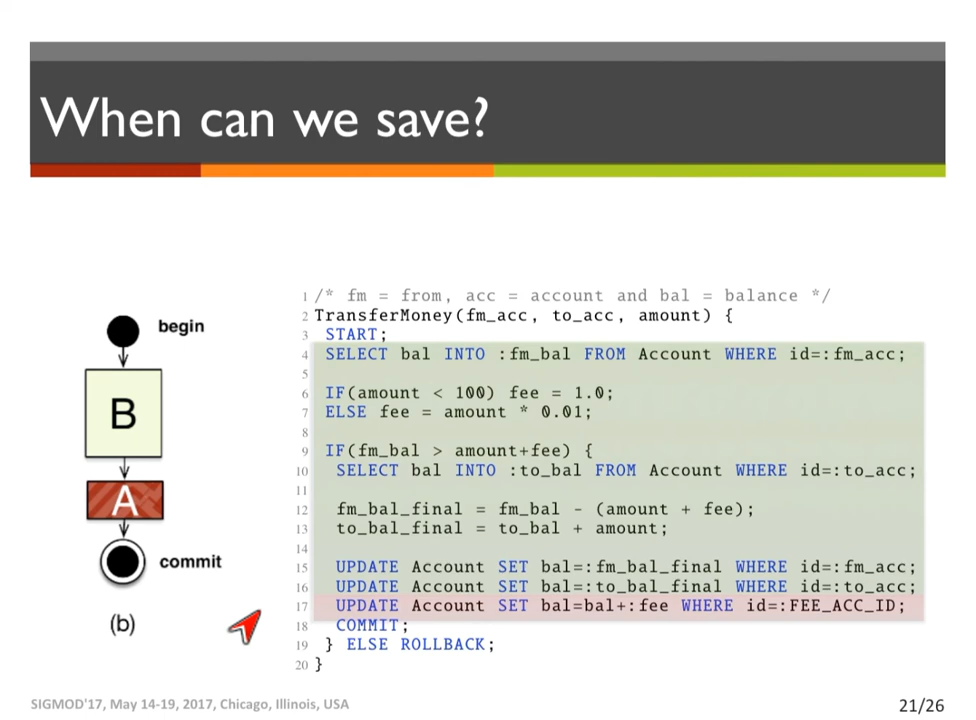 When can we save?
begin
B
A
commit
(b)
1 /* fm = from, acc = account and bal = balance */
2 TransferMoney(fm_acc, to_acc, amount) {
3 START;
4 SELECT bal INTO :fm_bal FROM Account WHERE id=:fm_acc;
5
6 IF(amount < 100) fee = 1.0;
7 ELSE fee = amount * 0.01;
8
9 IF(fm_bal > amount+fee) {
10 SELECT bal INTO :to_bal FROM Account WHERE id=:to_acc;
11
12 fm_bal_final = fm_bal - (amount + fee);
13 to_bal_final = to_bal + amount;
14
15 UPDATE Account SET bal=:fm_bal_final WHERE id=:fm_acc;
16 UPDATE Account SET bal=:to_bal_final WHERE id=:to_acc;
17 UPDATE Account SET bal=bal+:fee WHERE id=:FEE_ACC_ID;
18 COMMIT;
19 } ELSE ROLLBACK;
20 }
SIGMOD'17, May 14-19, 2017, Chicago, Illinois, USA
21/26